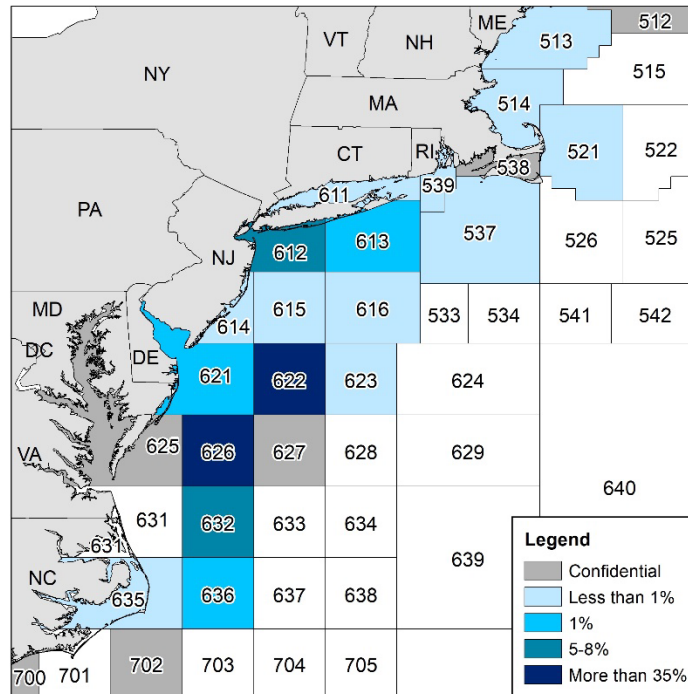 ME
512
VT
NH
513
NY
515
MA
514
CT
RI
521
522
538
539
611
PA
537
613
526
525
612
NJ
615
616
MD
614
533
534
541
542
DC
DE
621
622
623
624
625
626
627
628
629
VA
640
631
632
633
634
631
639
NC
635
636
637
638
700
701
702
703
704
705
Legend
Confidential
Less than 1%
1%
5-8%
More than 35%